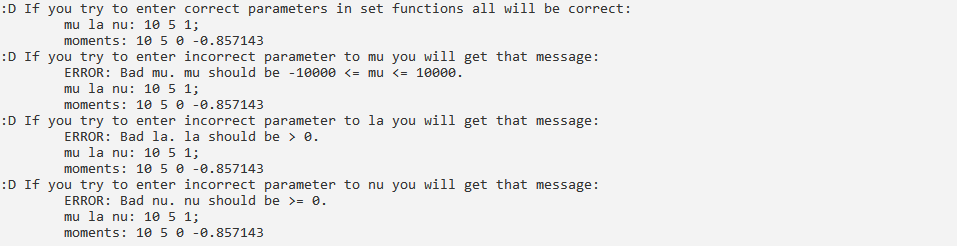 :D If you try to enter correct parameters in set functions all will be correct:
mu la nu: 10 5 1;
moments: 10 5 0 -0.857143
:D If you try to enter incorrect parameter to mu you will get that message:
ERROR: Bad mu. mu should be -10000 <= mu <= 10000.
mu la nu: 10 5 1;
moments: 10 5 0 -0.857143
:D If you try to enter incorrect parameter to la you will get that message:
ERROR: Bad la. la should be > 0.
mu la nu: 10 5 1;
moments: 10 5 0 -0.857143
:D If you try to enter incorrect parameter to nu you will get that message:
ERROR: Bad nu. nu should be >= 0.
mu la nu: 10 5 1;
moments: 10 5 0 -0.857143